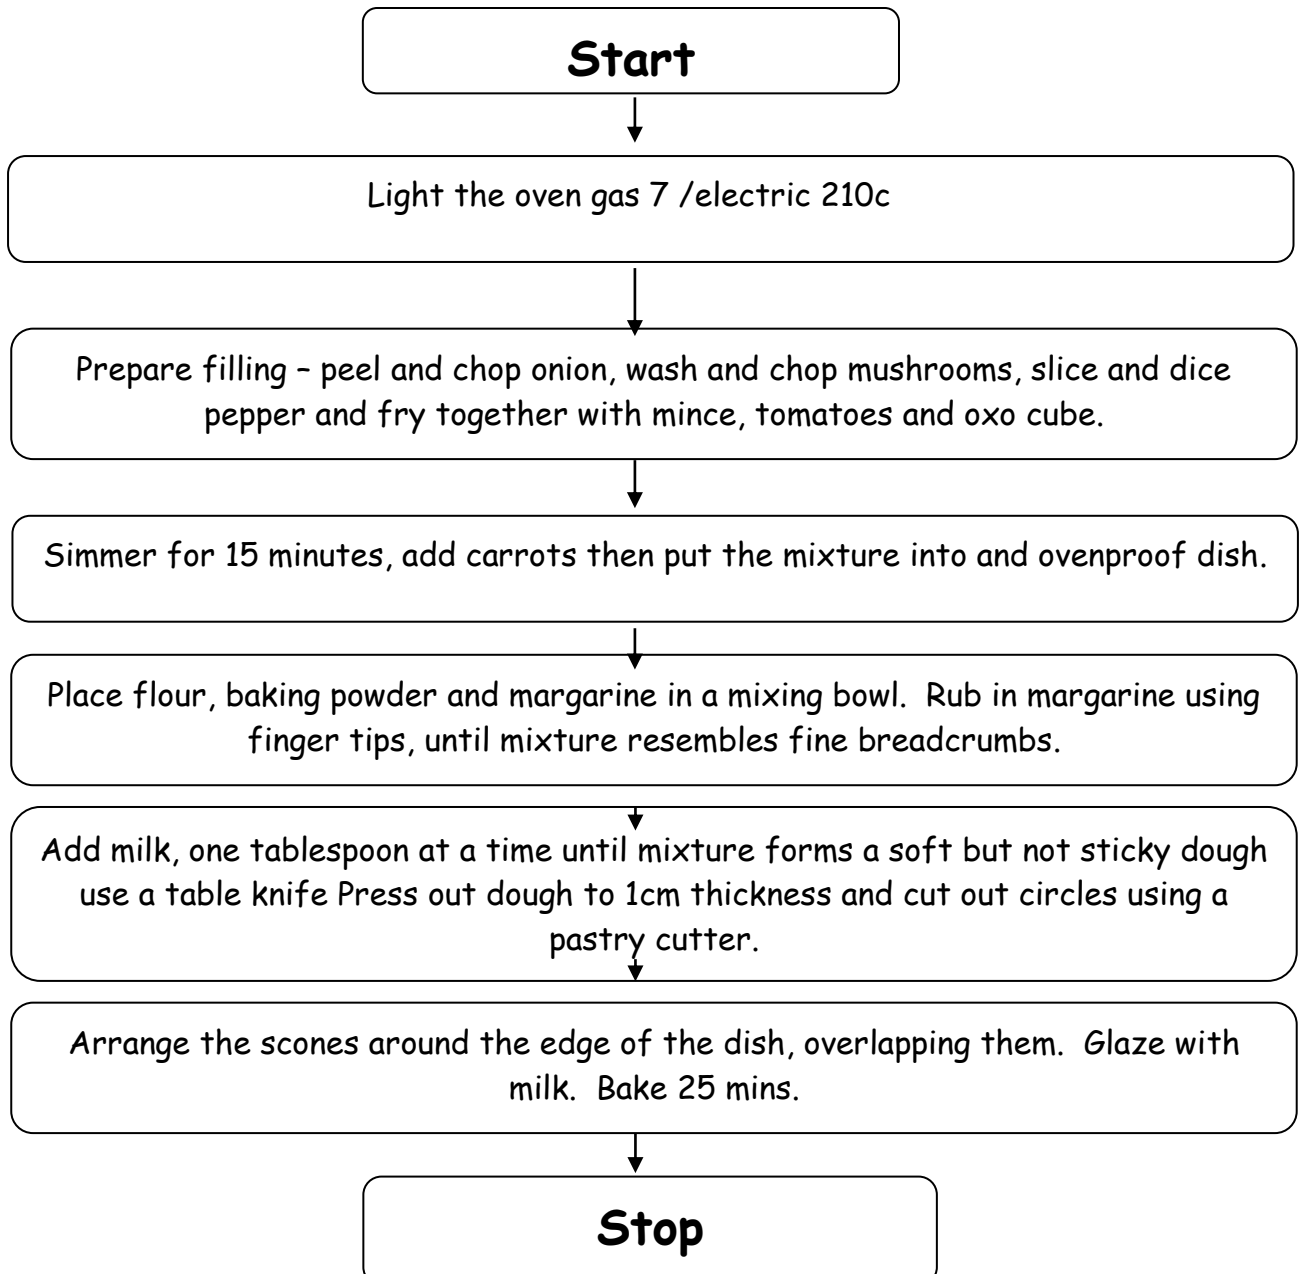 Start
Light the oven gas 7 /electric 210c
Prepare filling – peel and chop onion, wash and chop mushrooms, slice and dice
pepper and fry together with mince, tomatoes and oxo cube.
Simmer for 15 minutes, add carrots then put the mixture into and ovenproof dish.
Place flour, baking powder and margarine in a mixing bowl.  Rub in margarine using
finger tips, until mixture resembles fine breadcrumbs.
Add milk, one tablespoon at a time until mixture forms a soft but not sticky dough
use a table knife Press out dough to 1cm thickness and cut out circles using a
pastry cutter.
Arrange the scones around the edge of the dish, overlapping them.  Glaze with
milk.  Bake 25 mins.
Stop